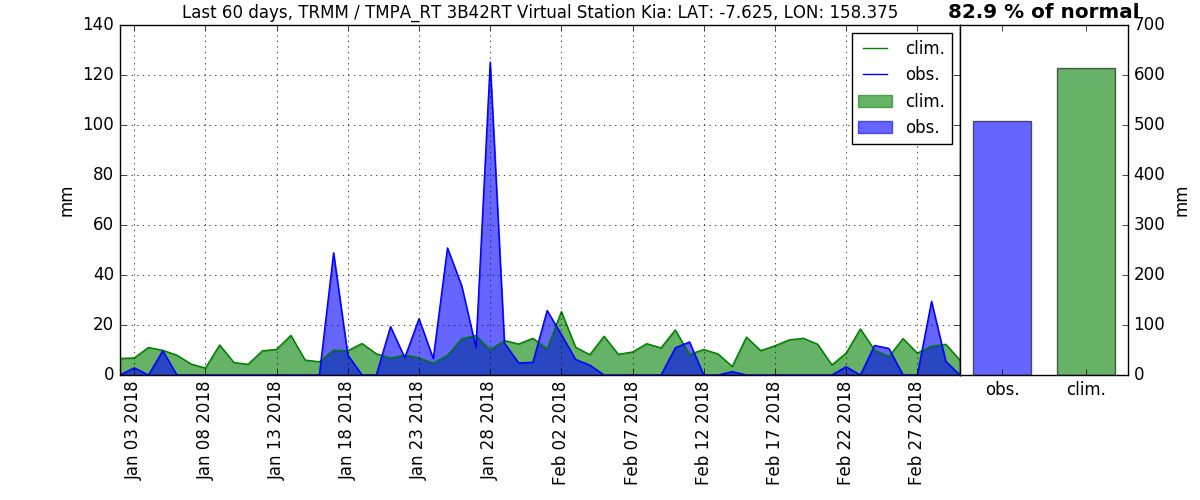 Last 60 days, TRMM / TMPA_RT 3B42RT Virtual Station Kia: LAT: -7.625, LON: 158.375
82.9 % of normal
mm
140
120
100
80
60
40
20
0
clim.
obs.
clim.
obs.
700
600
500
400
300
200
100
0
mm
Jan 03 2018
Jan 08 2018
Jan 13 2018
Jan 18 2018
Jan 23 2018
Jan 28 2018
Feb 02 2018
Feb 07 2018
Feb 12 2018
Feb 17 2018
Feb 22 2018
Feb 27 2018
obs.
clim.